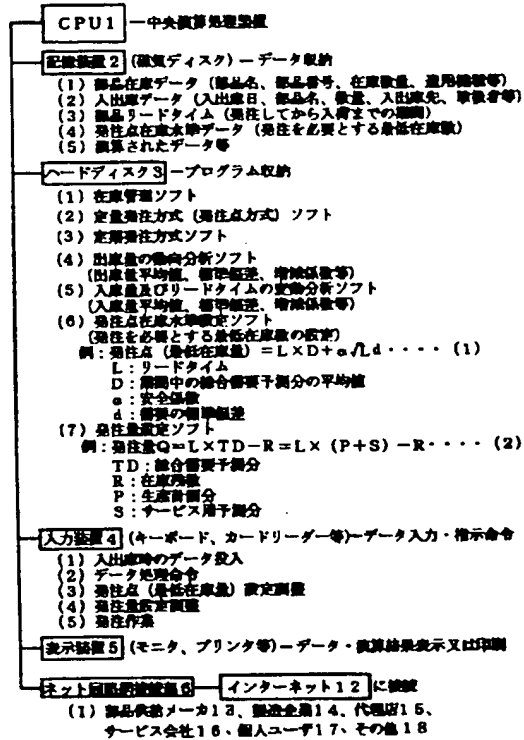 CPU1 ー中央演算処理装置
記憶装置2 (磁気ディスク) ーデータ収納
(1) 部品在庫データ (部品名、部品番号、在庫数量、適用機種等)
(2) 入出庫データ (入出庫日、部品名、数量、入出庫先、取扱者等)
(3) 部品リードタイム (発注してから入荷までの期間)
(4) 発注点在庫水準データ (発注を必要とする最低在庫数)
(5) 演算されたデータ等
ハードディスク3 ープログラム収納
(1) 在庫管理ソフト
(2) 定量発注方式 (発注点方式) ソフト
(3) 定期発注方式ソフト
(4) 出庫量の動向分析ソフト
(出庫量平均値、標準偏差、増減係数等)
(5) 入庫量及びリードタイムの変動分析ソフト
(入庫量平均値、標準偏差、増減係数等)
(6) 発注点在庫水準設定ソフト
(発注を必要とする最低在庫数の設定)
例:発注点 (最低在庫量) =L×D+α√Ld・・・・ (1)
L:リードタイム
D:期間中の総合需要予測分の平均値
α:安全係数
d:需要の標準偏差
(7) 発注量設定ソフト
例:発注量Q=L×TD−R=L× (P+S) −R・・・・ (2)
TD:総合需要予測分
R:在庫残数
P:生産計画分
S:サービス用予測分
入力装置4 (キーボード、カードリーダー等)ーデータ入力・指示命令
(1) 入出庫時のデータ投入
(2) データ処理命令
(3) 発注点 (最低在庫量) 設定調整
(4) 発注量設定調整
(5) 発注作業
表示装置5 (モニタ、プリンタ等) ーデータ・演算結果表示又は印刷
ネット回路網接続器6 インターネット12 に接続
(1) 部品供給メーカ13、製造企業14、代理店15、
サービス会社16、個人ユーザ17、その他18